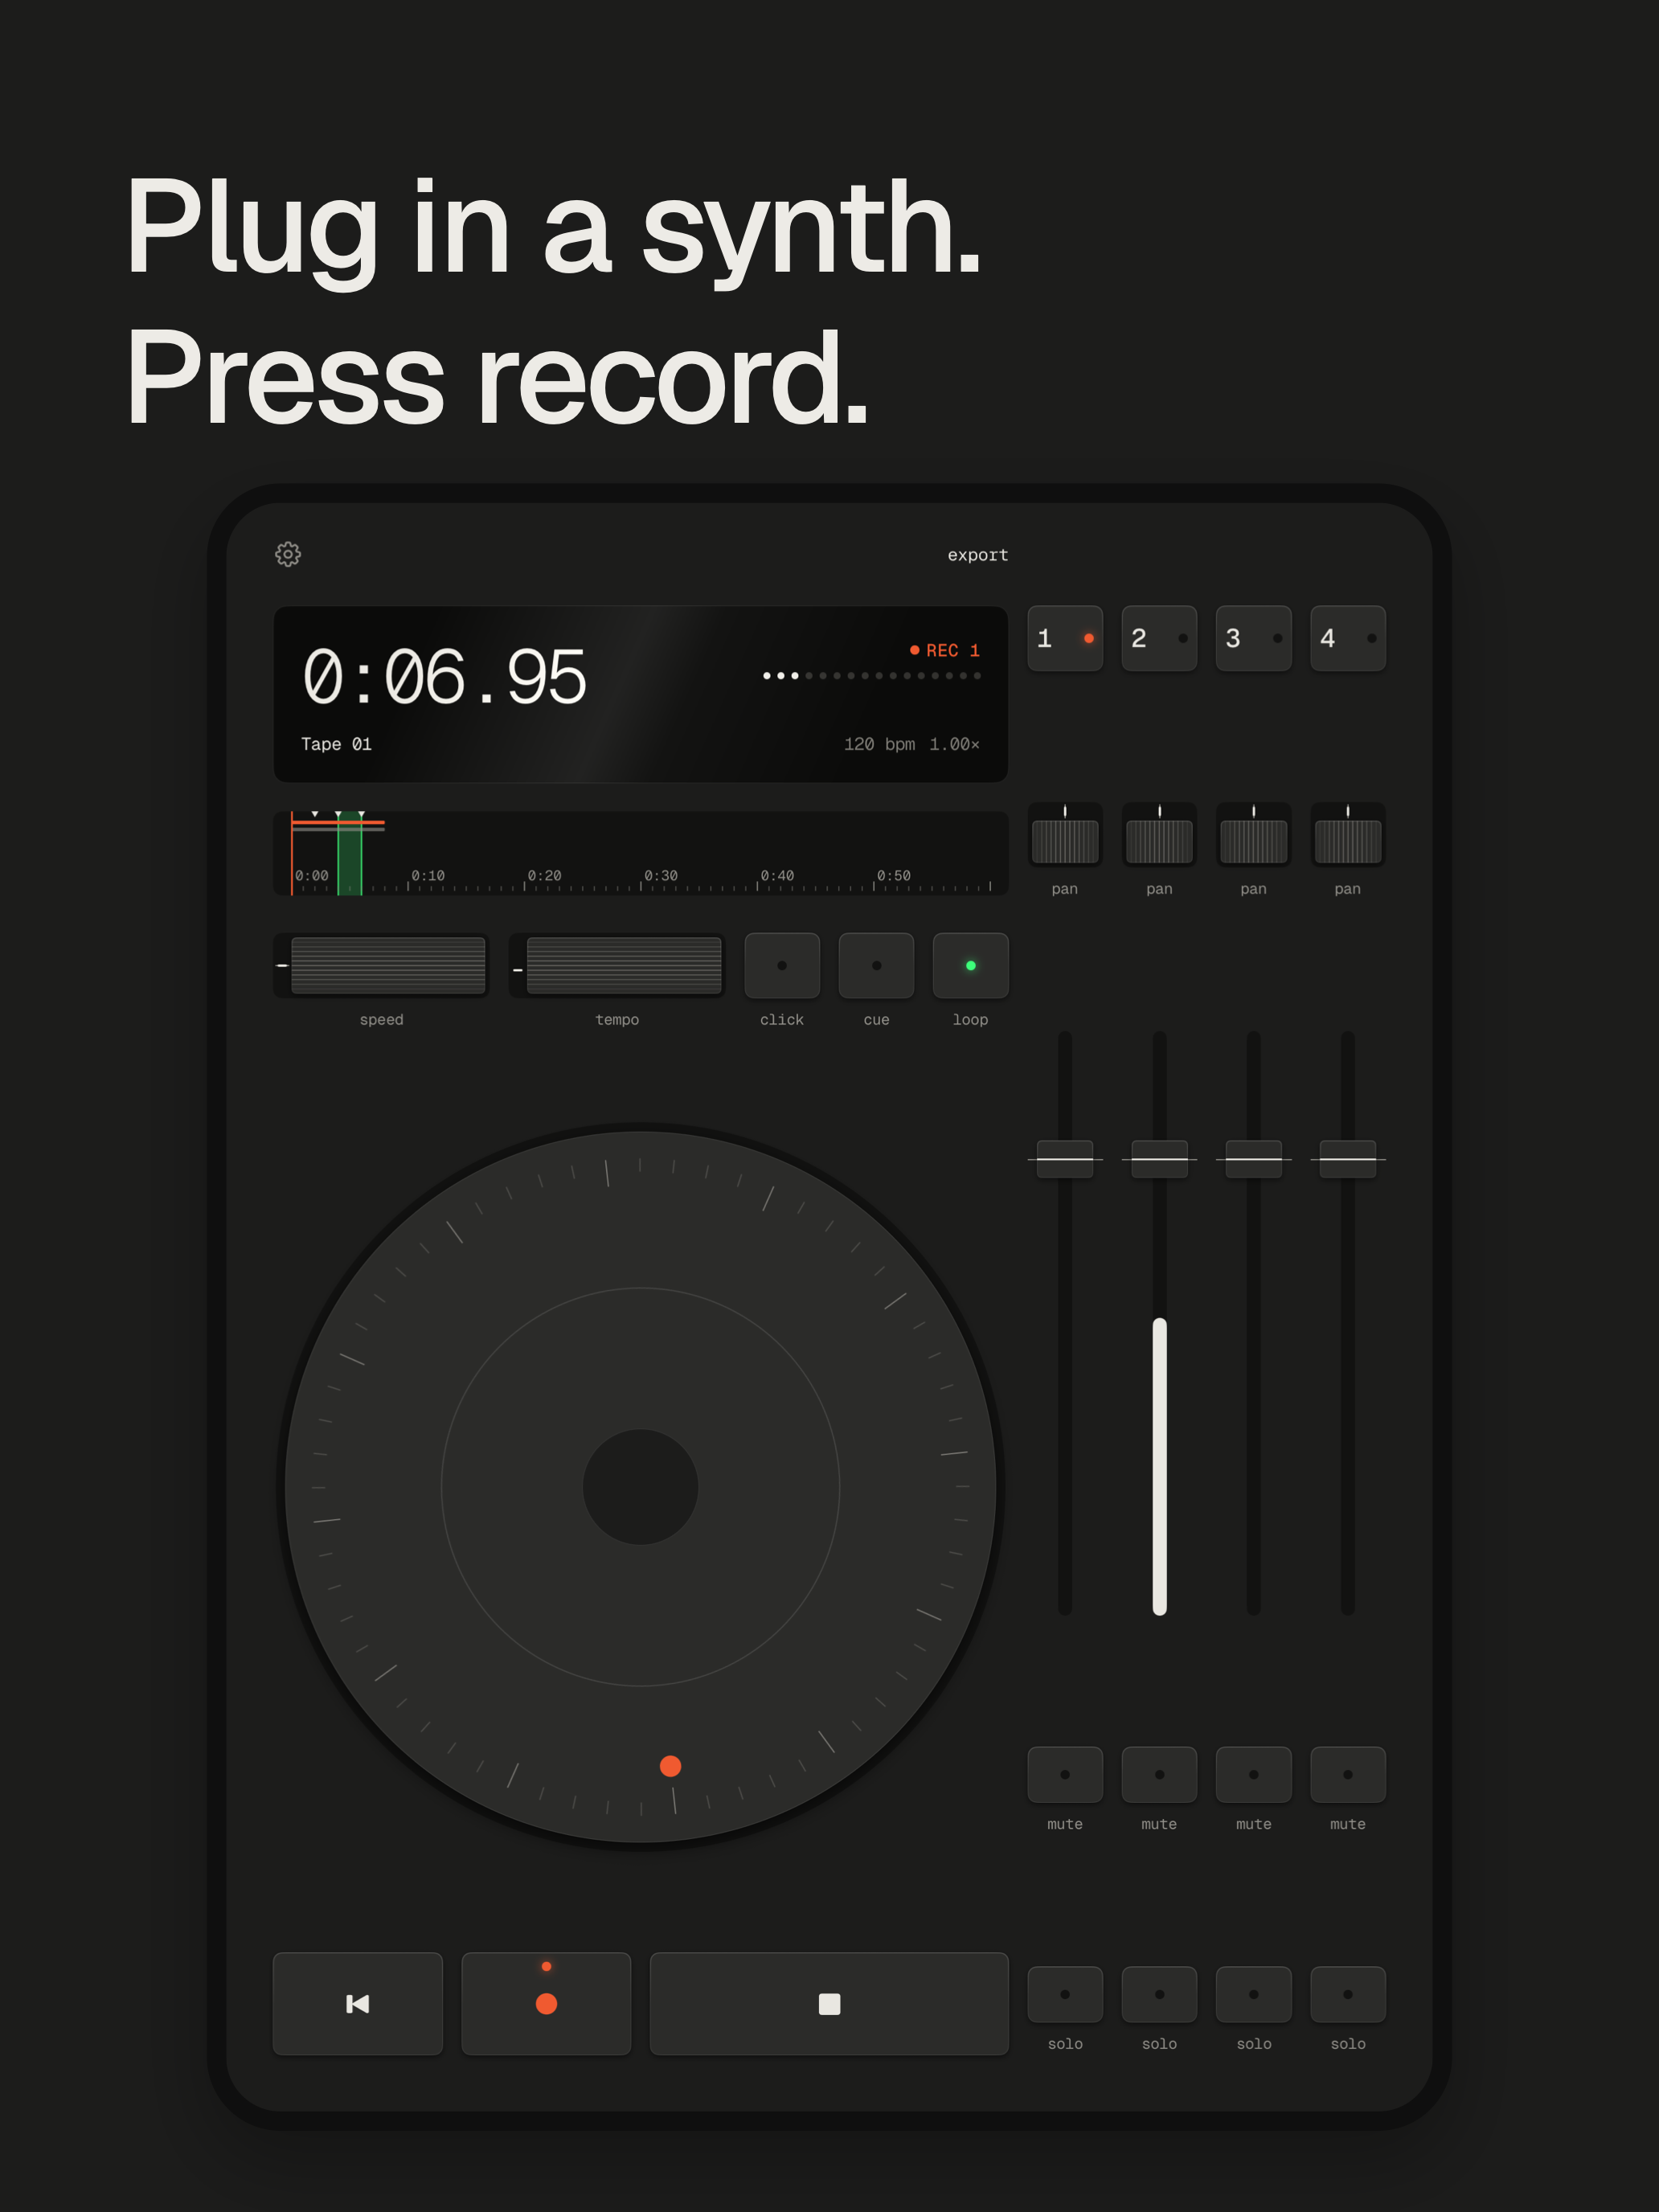 Plug in a synth.
Press record.
export
0:06.95
REC 1
Tape 01
120 bpm 1.00×
1 2 3 4
0:00 0:10 0:20 0:30 0:40 0:50
pan pan pan pan
speed tempo click cue loop
mute mute mute mute
solo solo solo solo